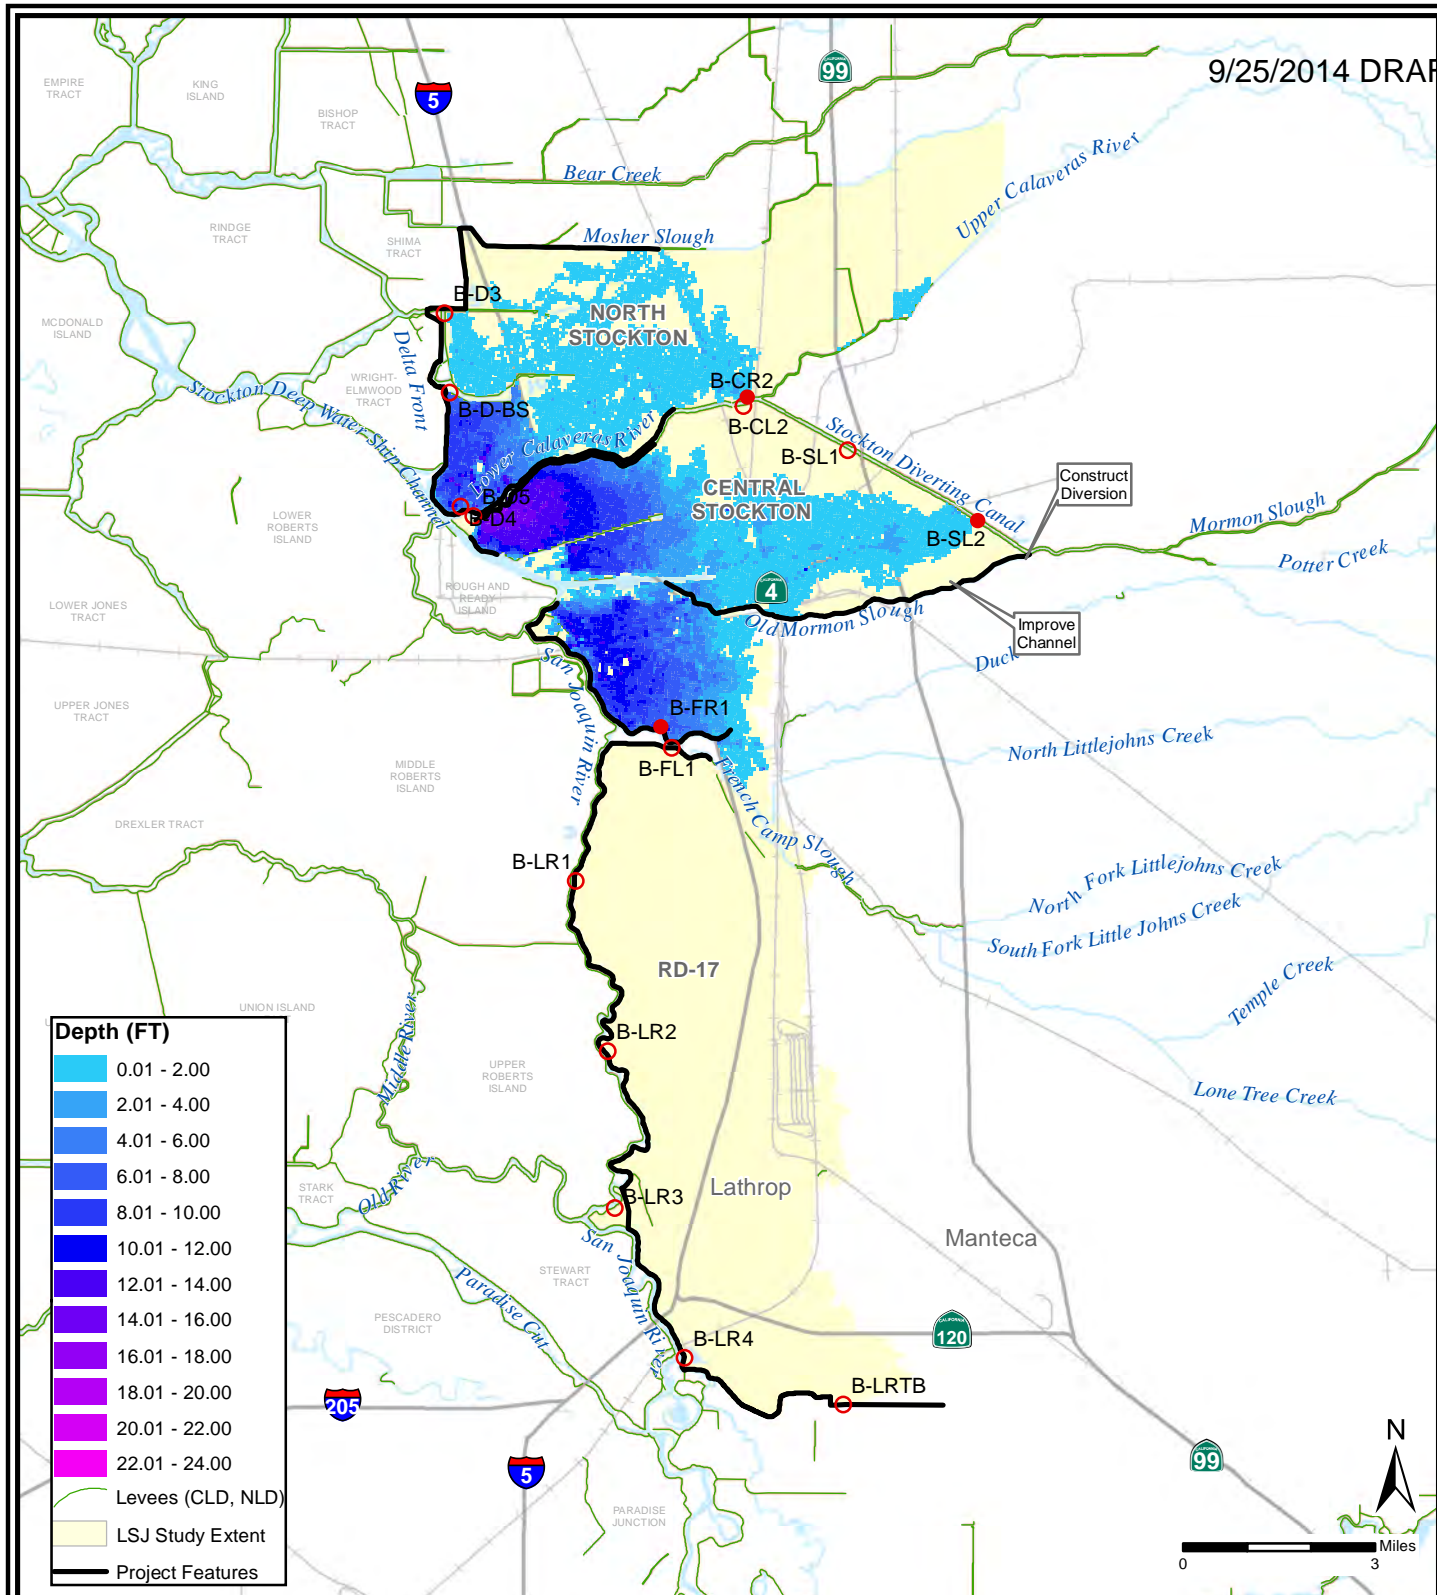 9/25/2014 DRAF
EMPIRE
TRACT
KING
ISLAND
BISHOP
TRACT
5
CALIFORNIA
99
Bear Creek
Upper Calaveras River
RINDGE
TRACT
SHIMA
TRACT
Mosher Slough
B-D3
NORTH
STOCKTON
MCDONALD
ISLAND
Delta Front
WRIGHT-
ELMWOOD
TRACT
Stockton Deep Water Ship Channel
B-D-BS
B-CR2
B-CL2
Lower Calaveras River
Stockton Diverting Canal
B-SL1
Construct
Diversion
CENTRAL
STOCKTON
B-D5
B-D4
LOWER
ROBERTS
ISLAND
B-SL2
Mormon Slough
Potter Creek
ROUGH AND
READY
ISLAND
CALIFORNIA
4
LOWER JONES
TRACT
Old Mormon Slough
Improve
Channel
Duck
San Joaquin River
UPPER JONES
TRACT
B-FR1
B-FL1
North Littlejohns Creek
MIDDLE
ROBERTS
ISLAND
French Camp Slough
DREXLER TRACT
B-LR1
North Fork Littlejohns Creek
South Fork Little Johns Creek
RD-17
Temple Creek
UNION ISLAND
Middle River
B-LR2
UPPER
ROBERTS
ISLAND
Lone Tree Creek
STARK
TRACT
Old River
B-LR3
Lathrop
Manteca
San Joaquin River
STEWART
TRACT
Paradise Cut
PESCADERO
DISTRICT
CALIFORNIA
120
B-LR4
B-LRTB
205
5
CALIFORNIA
99
PARADISE
JUNCTION
N
Miles
0 3
Depth (FT)
0.01 - 2.00
2.01 - 4.00
4.01 - 6.00
6.01 - 8.00
8.01 - 10.00
10.01 - 12.00
12.01 - 14.00
14.01 - 16.00
16.01 - 18.00
18.01 - 20.00
20.01 - 22.00
22.01 - 24.00
Levees (CLD, NLD)
LSJ Study Extent
Project Features